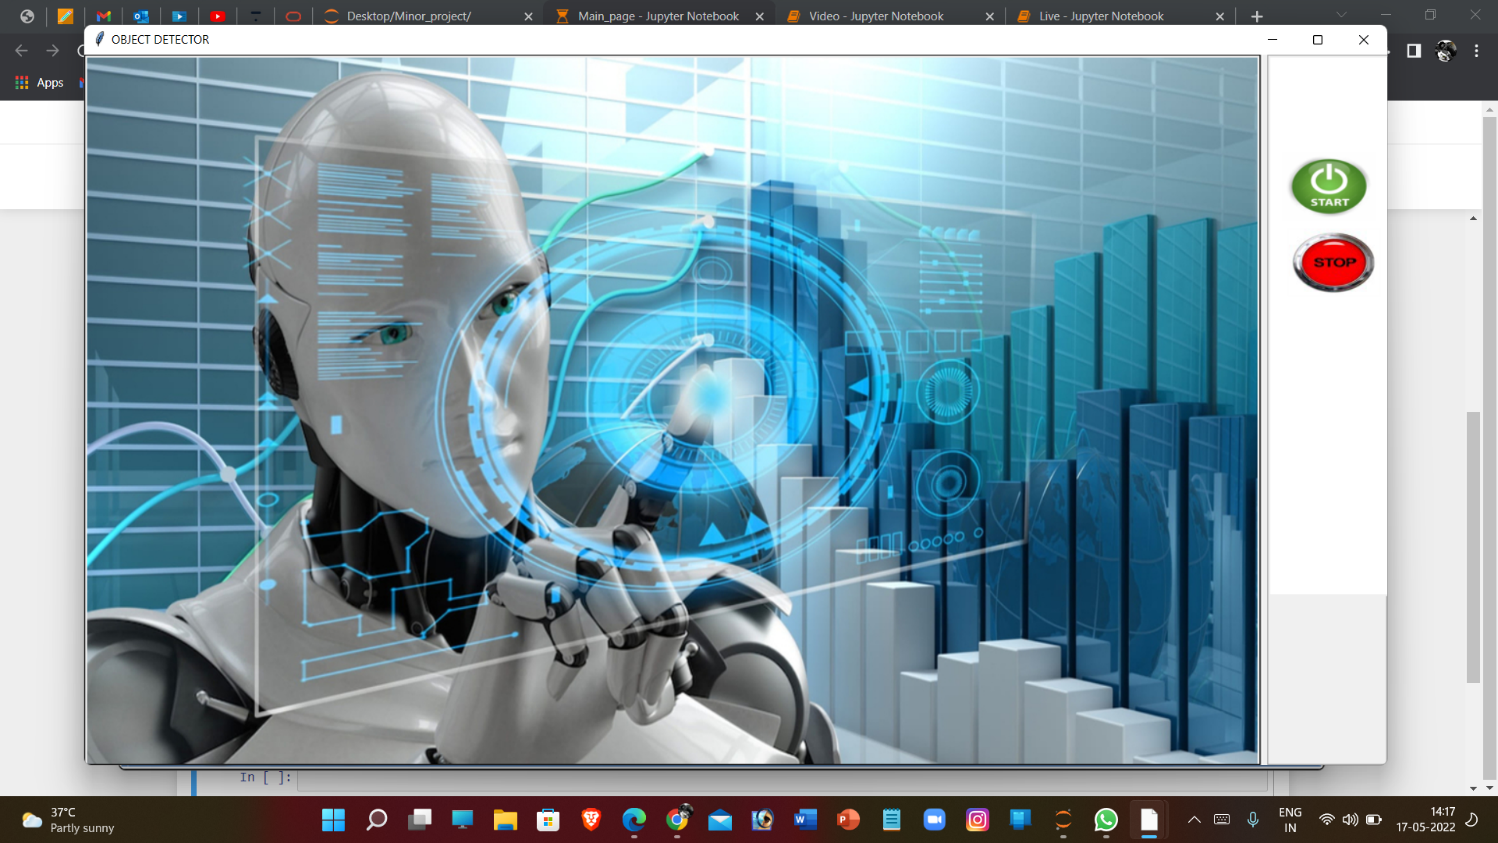 Desktop/Minor_project/
Main_page - Jupyter Notebook
Video - Jupyter Notebook
Live - Jupyter Notebook
OBJECT DETECTOR
Apps
START
STOP
In [ ]:
37°C
Partly sunny
ENG
IN
14:17
17-05-2022